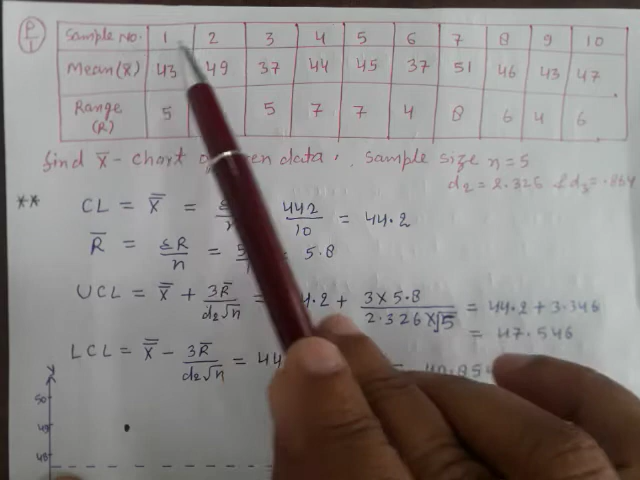 P/1
Sample No. 1 2 3 4 5 6 7 8 9 10
Mean(x̄) 43 49 37 44 45 37 51 46 43 47
Range (R) 5 5 7 7 4 8 6 4 6
find x̄ - chart data. Sample size n = 5
d₂ = 2.326 & d₃ = .864
** CL = x̿ = 442/10 = 44.2
R̄ = ΣR/n = 5.8
UCL = x̿ + 3R̄/d₂√n = 4.2 + 3×5.8/2.326×√5 = 44.2 + 3.346
= 47.546
LCL = x̿ - 3R̄/d₂√n = 44
50
48